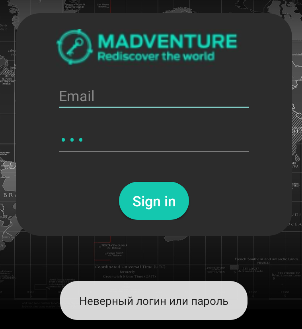 MADVENTURE
Rediscover the world
Email
•••
Sign in
Неверный логин или пароль